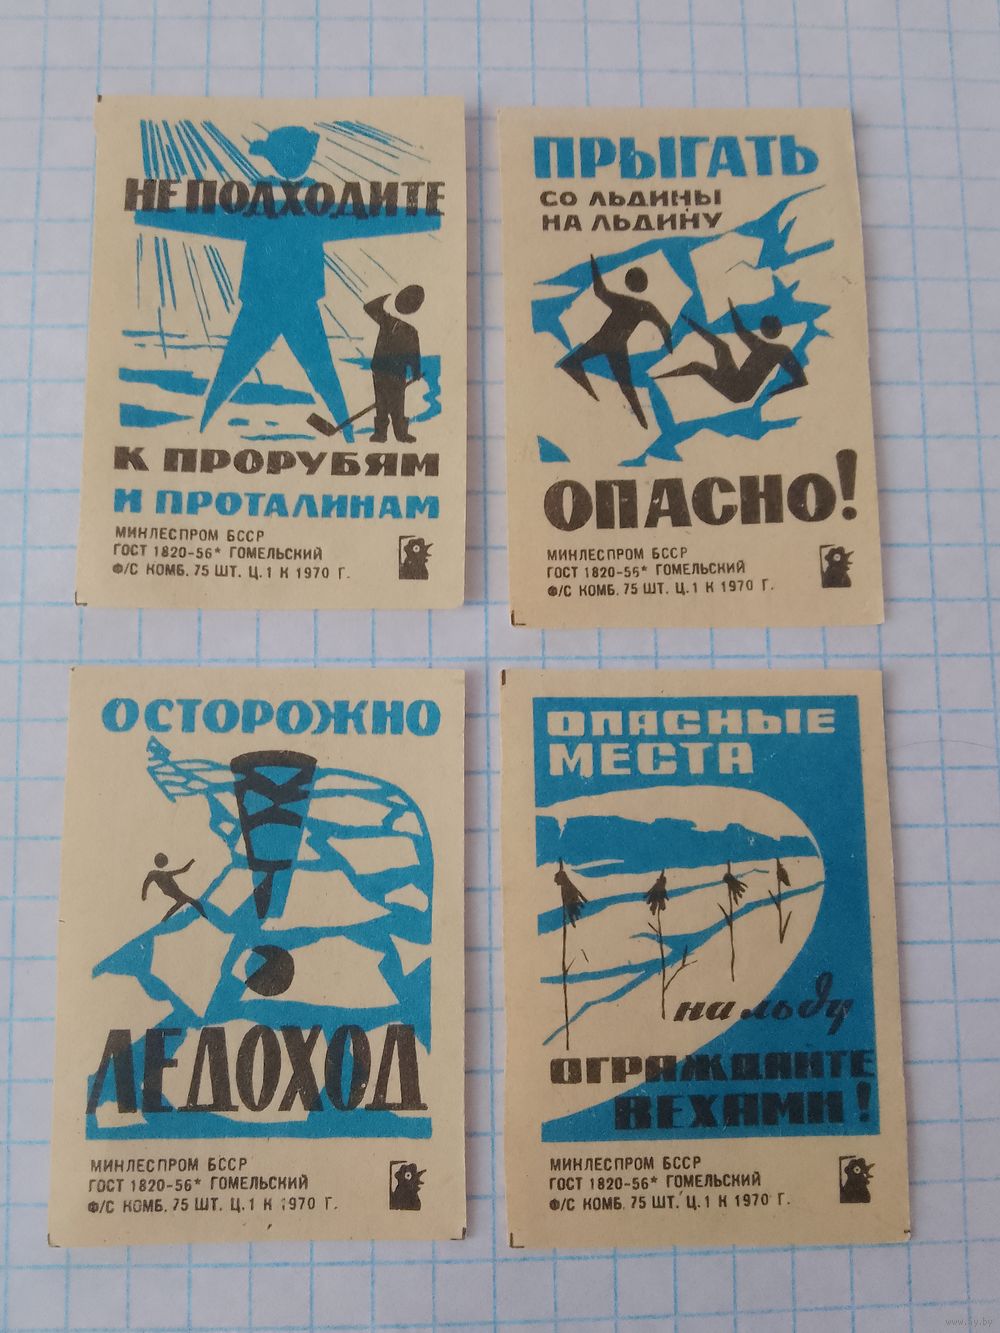 НЕ ПОДХОДИТЕ
К ПРОРУБЯМ
И ПРОТАЛИНАМ
МИНЛЕСПРОМ БССР
ГОСТ 1820-56* ГОМЕЛЬСКИЙ
Ф/С КОМБ. 75 ШТ. Ц. 1 К 1970 Г.
ПРЫГАТЬ
СО ЛЬДИНЫ
НА ЛЬДИНУ
ОПАСНО!
МИНЛЕСПРОМ БССР
ГОСТ 1820-56* ГОМЕЛЬСКИЙ
Ф/С КОМБ. 75 ШТ. Ц. 1 К 1970 Г.
ОСТОРОЖНО
ЛЕДОХОД
МИНЛЕСПРОМ БССР
ГОСТ 1820-56* ГОМЕЛЬСКИЙ
Ф/С КОМБ. 75 ШТ. Ц. 1 К 1970 Г.
ОПАСНЫЕ
МЕСТА
на льду
ОГРАЖДАЙТЕ
ВЕХАМИ!
МИНЛЕСПРОМ БССР
ГОСТ 1820-56* ГОМЕЛЬСКИЙ
Ф/С КОМБ. 75 ШТ. Ц. 1 К 1970 Г.
www.ay.by